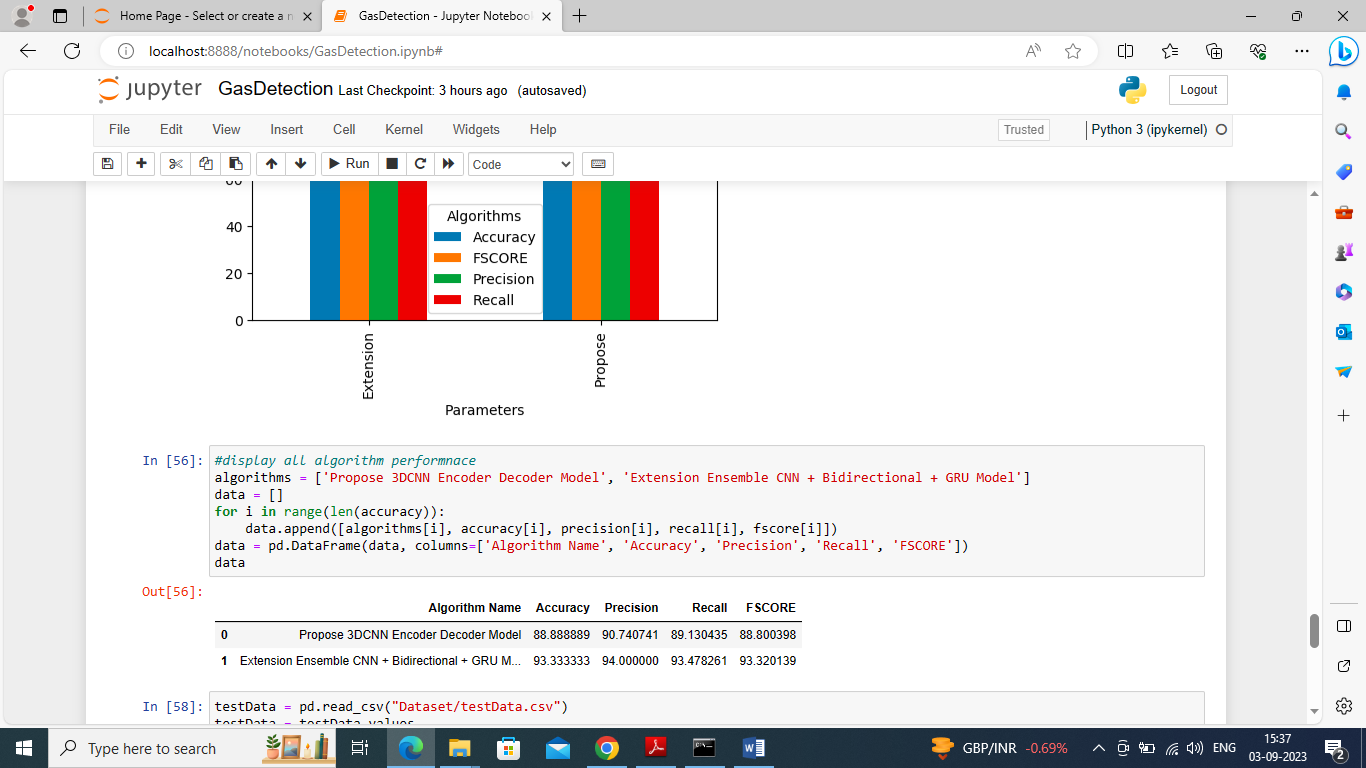 Home Page - Select or create a n
GasDetection - Jupyter Noteboo
localhost:8888/notebooks/GasDetection.ipynb#
jupyter GasDetection Last Checkpoint: 3 hours ago (autosaved)
Logout
File Edit View Insert Cell Kernel Widgets Help
Trusted
Python 3 (ipykernel)
Run
Code
60
40
20
0
Algorithms
Accuracy
FSCORE
Precision
Recall
Extension
Propose
Parameters
In [56]:
#display all algorithm performnace
algorithms = ['Propose 3DCNN Encoder Decoder Model', 'Extension Ensemble CNN + Bidirectional + GRU Model']
data = []
for i in range(len(accuracy)):
    data.append([algorithms[i], accuracy[i], precision[i], recall[i], fscore[i]])
data = pd.DataFrame(data, columns=['Algorithm Name', 'Accuracy', 'Precision', 'Recall', 'FSCORE'])
data
Out[56]:
Algorithm Name Accuracy Precision Recall FSCORE
0 Propose 3DCNN Encoder Decoder Model 88.888889 90.740741 89.130435 88.800398
1 Extension Ensemble CNN + Bidirectional + GRU M... 93.333333 94.000000 93.478261 93.320139
In [58]:
testData = pd.read_csv("Dataset/testData.csv")
testData = testData.values
Type here to search
GBP/INR -0.69%
ENG
15:37
03-09-2023
2